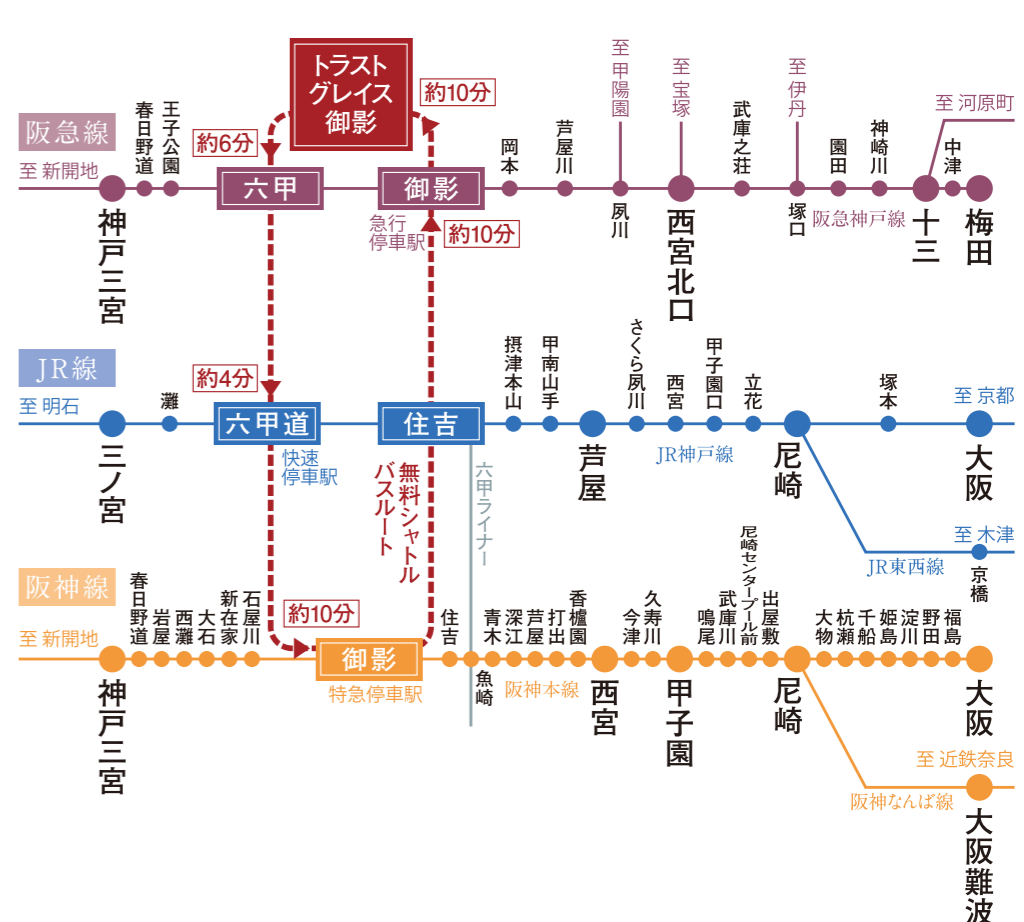 トラスト
グレイス
御影
約10分
約6分
阪急線
至 新開地
神戸三宮
春日野道
王子公園
六甲
御影
急行
停車駅
約10分
岡本
芦屋川
至 甲陽園
夙川
至 宝塚
西宮北口
武庫之荘
至 伊丹
塚口
園田
阪急神戸線
神崎川
十三
中津
至 河原町
梅田
JR線
至 明石
三ノ宮
灘
約4分
六甲道
快速
停車駅
住吉
無料シャトル
バスルート
六甲ライナー
摂津本山
甲南山手
芦屋
さくら夙川
西宮
JR神戸線
甲子園口
立花
尼崎
塚本
至 京都
大阪
至 木津
JR東西線
京橋
阪神線
至 新開地
神戸三宮
春日野道
岩屋
西灘
大石
新在家
石屋川
約10分
御影
特急停車駅
住吉
魚崎
青木
深江
芦屋
打出
香櫨園
阪神本線
西宮
今津
久寿川
甲子園
鳴尾
武庫川
尼崎センタープール前
出屋敷
尼崎
大物
杭瀬
千船
姫島
淀川
野田
福島
大阪
至 近鉄奈良
阪神なんば線
大阪難波